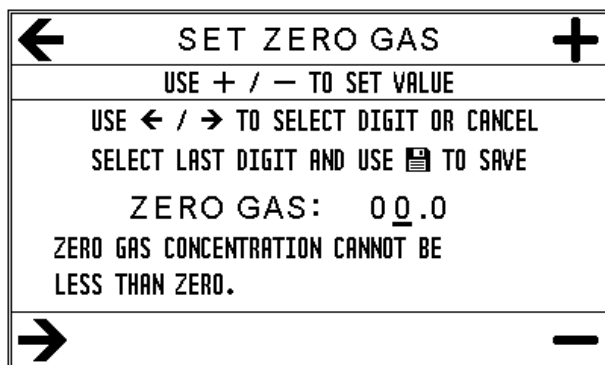 ← SET ZERO GAS +
USE + / − TO SET VALUE
USE ← / → TO SELECT DIGIT OR CANCEL
SELECT LAST DIGIT AND USE 💾 TO SAVE
ZERO GAS: 00.0
ZERO GAS CONCENTRATION CANNOT BE
LESS THAN ZERO.
→ −